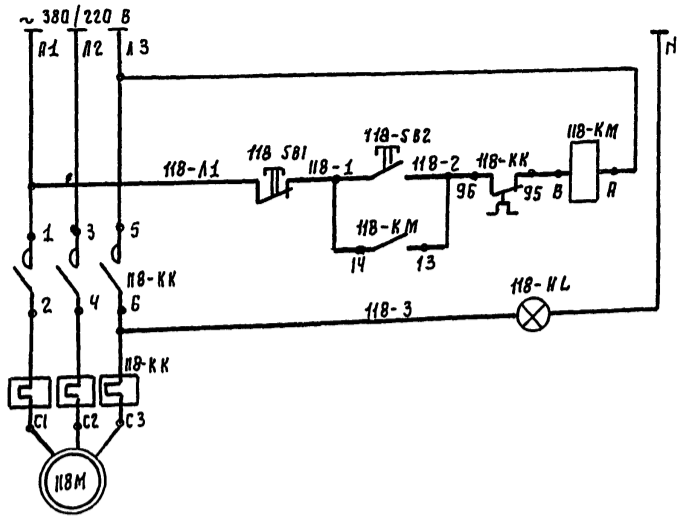 ~ 380/220 В
Л1 Л2 Л3 N
118-КМ
118-SB2
118 SB1
118-Л1 118-1 118-2 118-КК
96 95 В А
118-КМ
14 13
1 3 5
118-КК
2 4 6
118-HL
118-3
118-КК
С1 С2 С3
118М